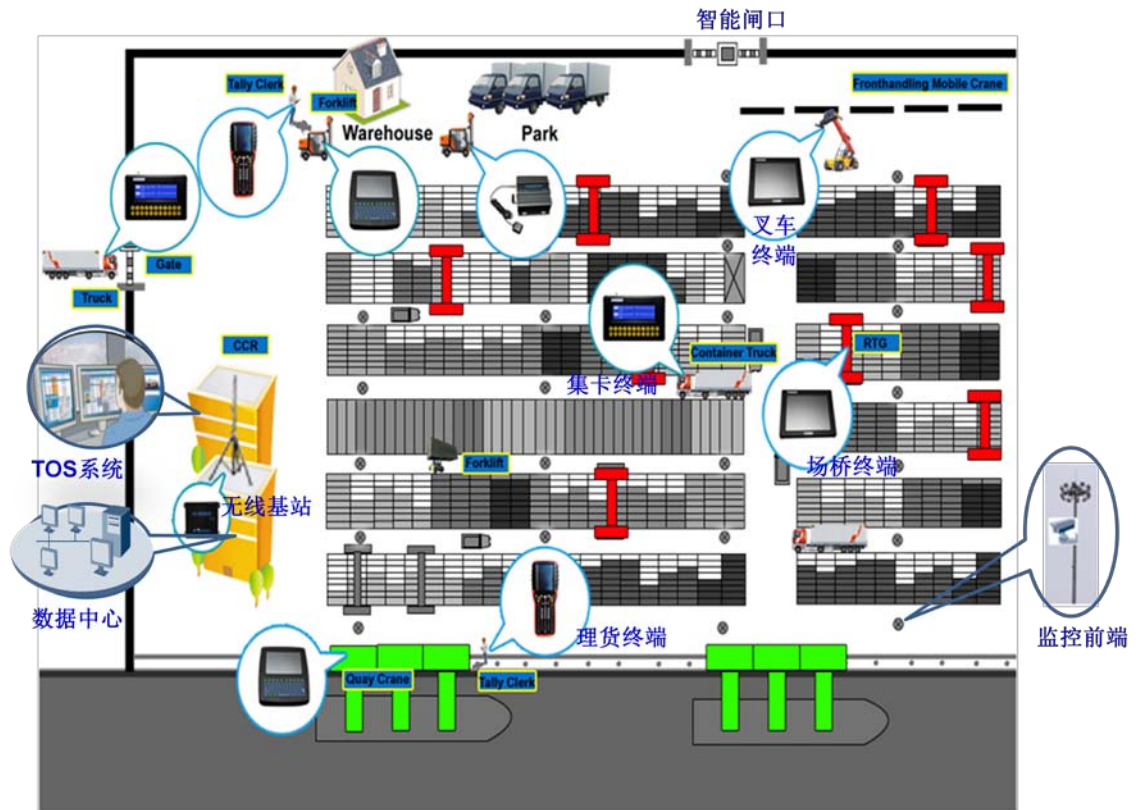 智能闸口
Tally Clerk
Forklift
Fronthandling Mobile Crane
Warehouse
Park
叉车
终端
Gate
Truck
CCR
Container Truck
RTG
集卡终端
TOS系统
Forklift
场桥终端
无线基站
数据中心
理货终端
监控前端
Quay Crane
Tally Clerk